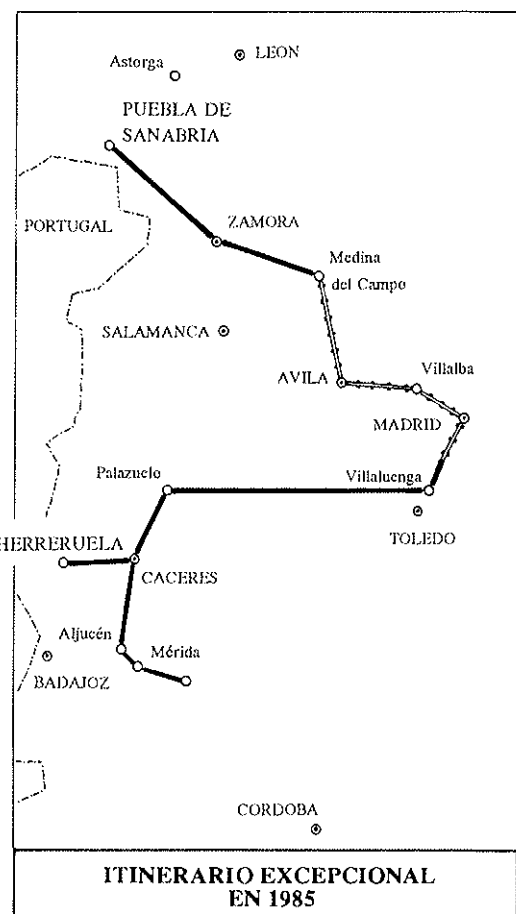 LEON
Astorga
PUEBLA DE
SANABRIA
PORTUGAL
ZAMORA
Medina
del Campo
SALAMANCA
AVILA
Villalba
MADRID
Palazuelo
Villaluenga
TOLEDO
HERRERUELA
CACERES
Aljucén
Mérida
BADAJOZ
CORDOBA
ITINERARIO EXCEPCIONAL
EN 1985